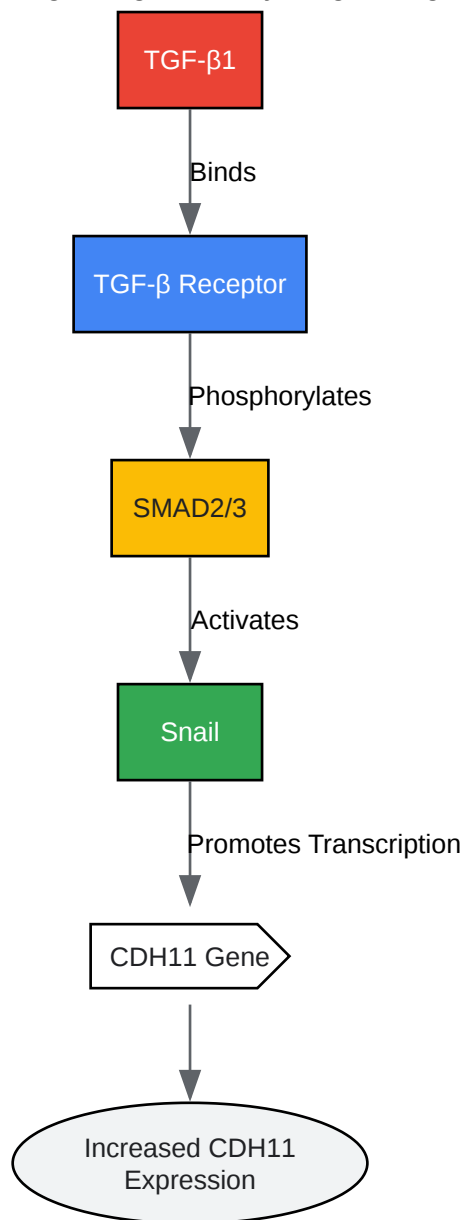 TGF-β1
Binds
TGF-β Receptor
Phosphorylates
SMAD2/3
Activates
Snail
Promotes Transcription
CDH11 Gene
Increased CDH11
Expression